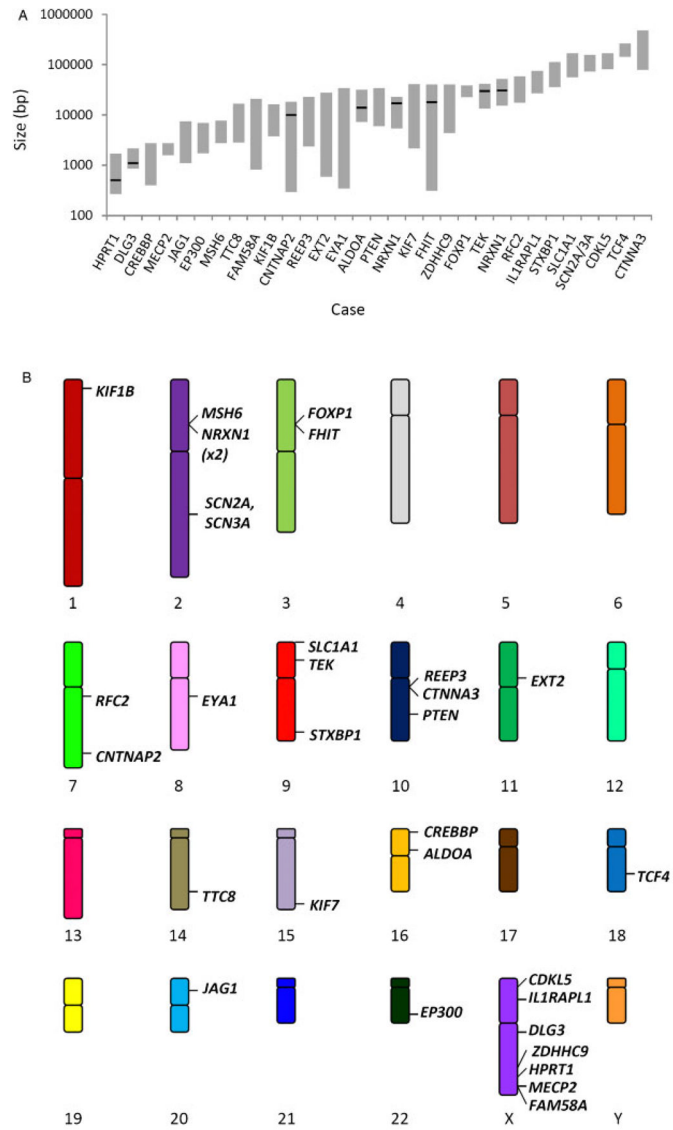 A
1000000
100000
10000
1000
100
Size (bp)
HPRT1
DLG3
CREBBP
MECP2
JAG1
EP300
MSH6
TTC8
FAM58A
KIF1B
CNTNAP2
REEP3
EXT2
EYA1
ALDOA
PTEN
NRXN1
KIF7
FHIT
ZDHHC9
FOXP1
TEK
NRXN1
RFC2
IL1RAPL1
STXBP1
SLC1A1
SCN2A/3A
CDKL5
TCF4
CTNNA3
Case
B
KIF1B
MSH6
NRXN1
(x2)
SCN2A,
SCN3A
FOXP1
FHIT
1
2
3
4
5
6
RFC2
CNTNAP2
EYA1
SLC1A1
TEK
STXBP1
REEP3
CTNNA3
PTEN
EXT2
7
8
9
10
11
12
TTC8
KIF7
CREBBP
ALDOA
TCF4
13
14
15
16
17
18
JAG1
EP300
CDKL5
IL1RAPL1
DLG3
ZDHHC9
HPRT1
MECP2
FAM58A
19
20
21
22
X
Y